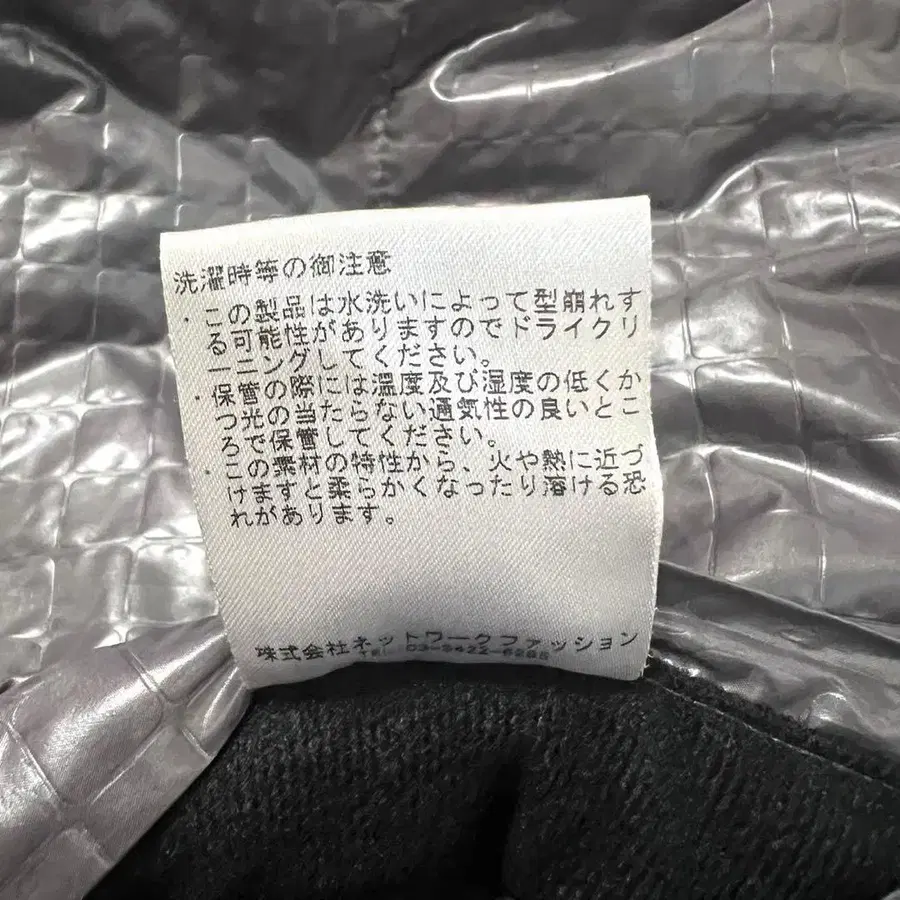 洗濯時等の御注意
・この製品は水洗いによって型崩れす
る可能性がありますのでドライクリ
ーニングしてください。
・保管の際には温度及び湿度の低くか
つ光の当たらない通気性の良いとこ
ろで保管してください。
・この素材の特性から、火や熱に近づ
けますと柔らかくなったり溶ける恐
れがあります。
株式会社ネットワークファッション